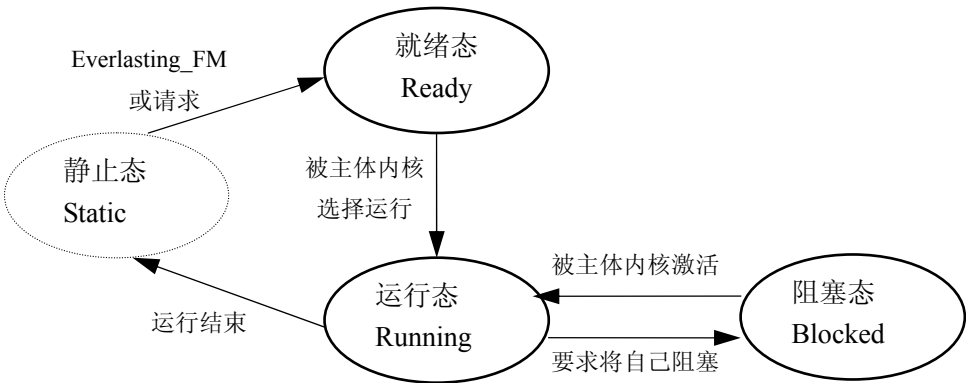 就绪态
Ready
Everlasting_FM
或请求
静止态
Static
被主体内核
选择运行
运行态
Running
运行结束
被主体内核激活
要求将自己阻塞
阻塞态
Blocked